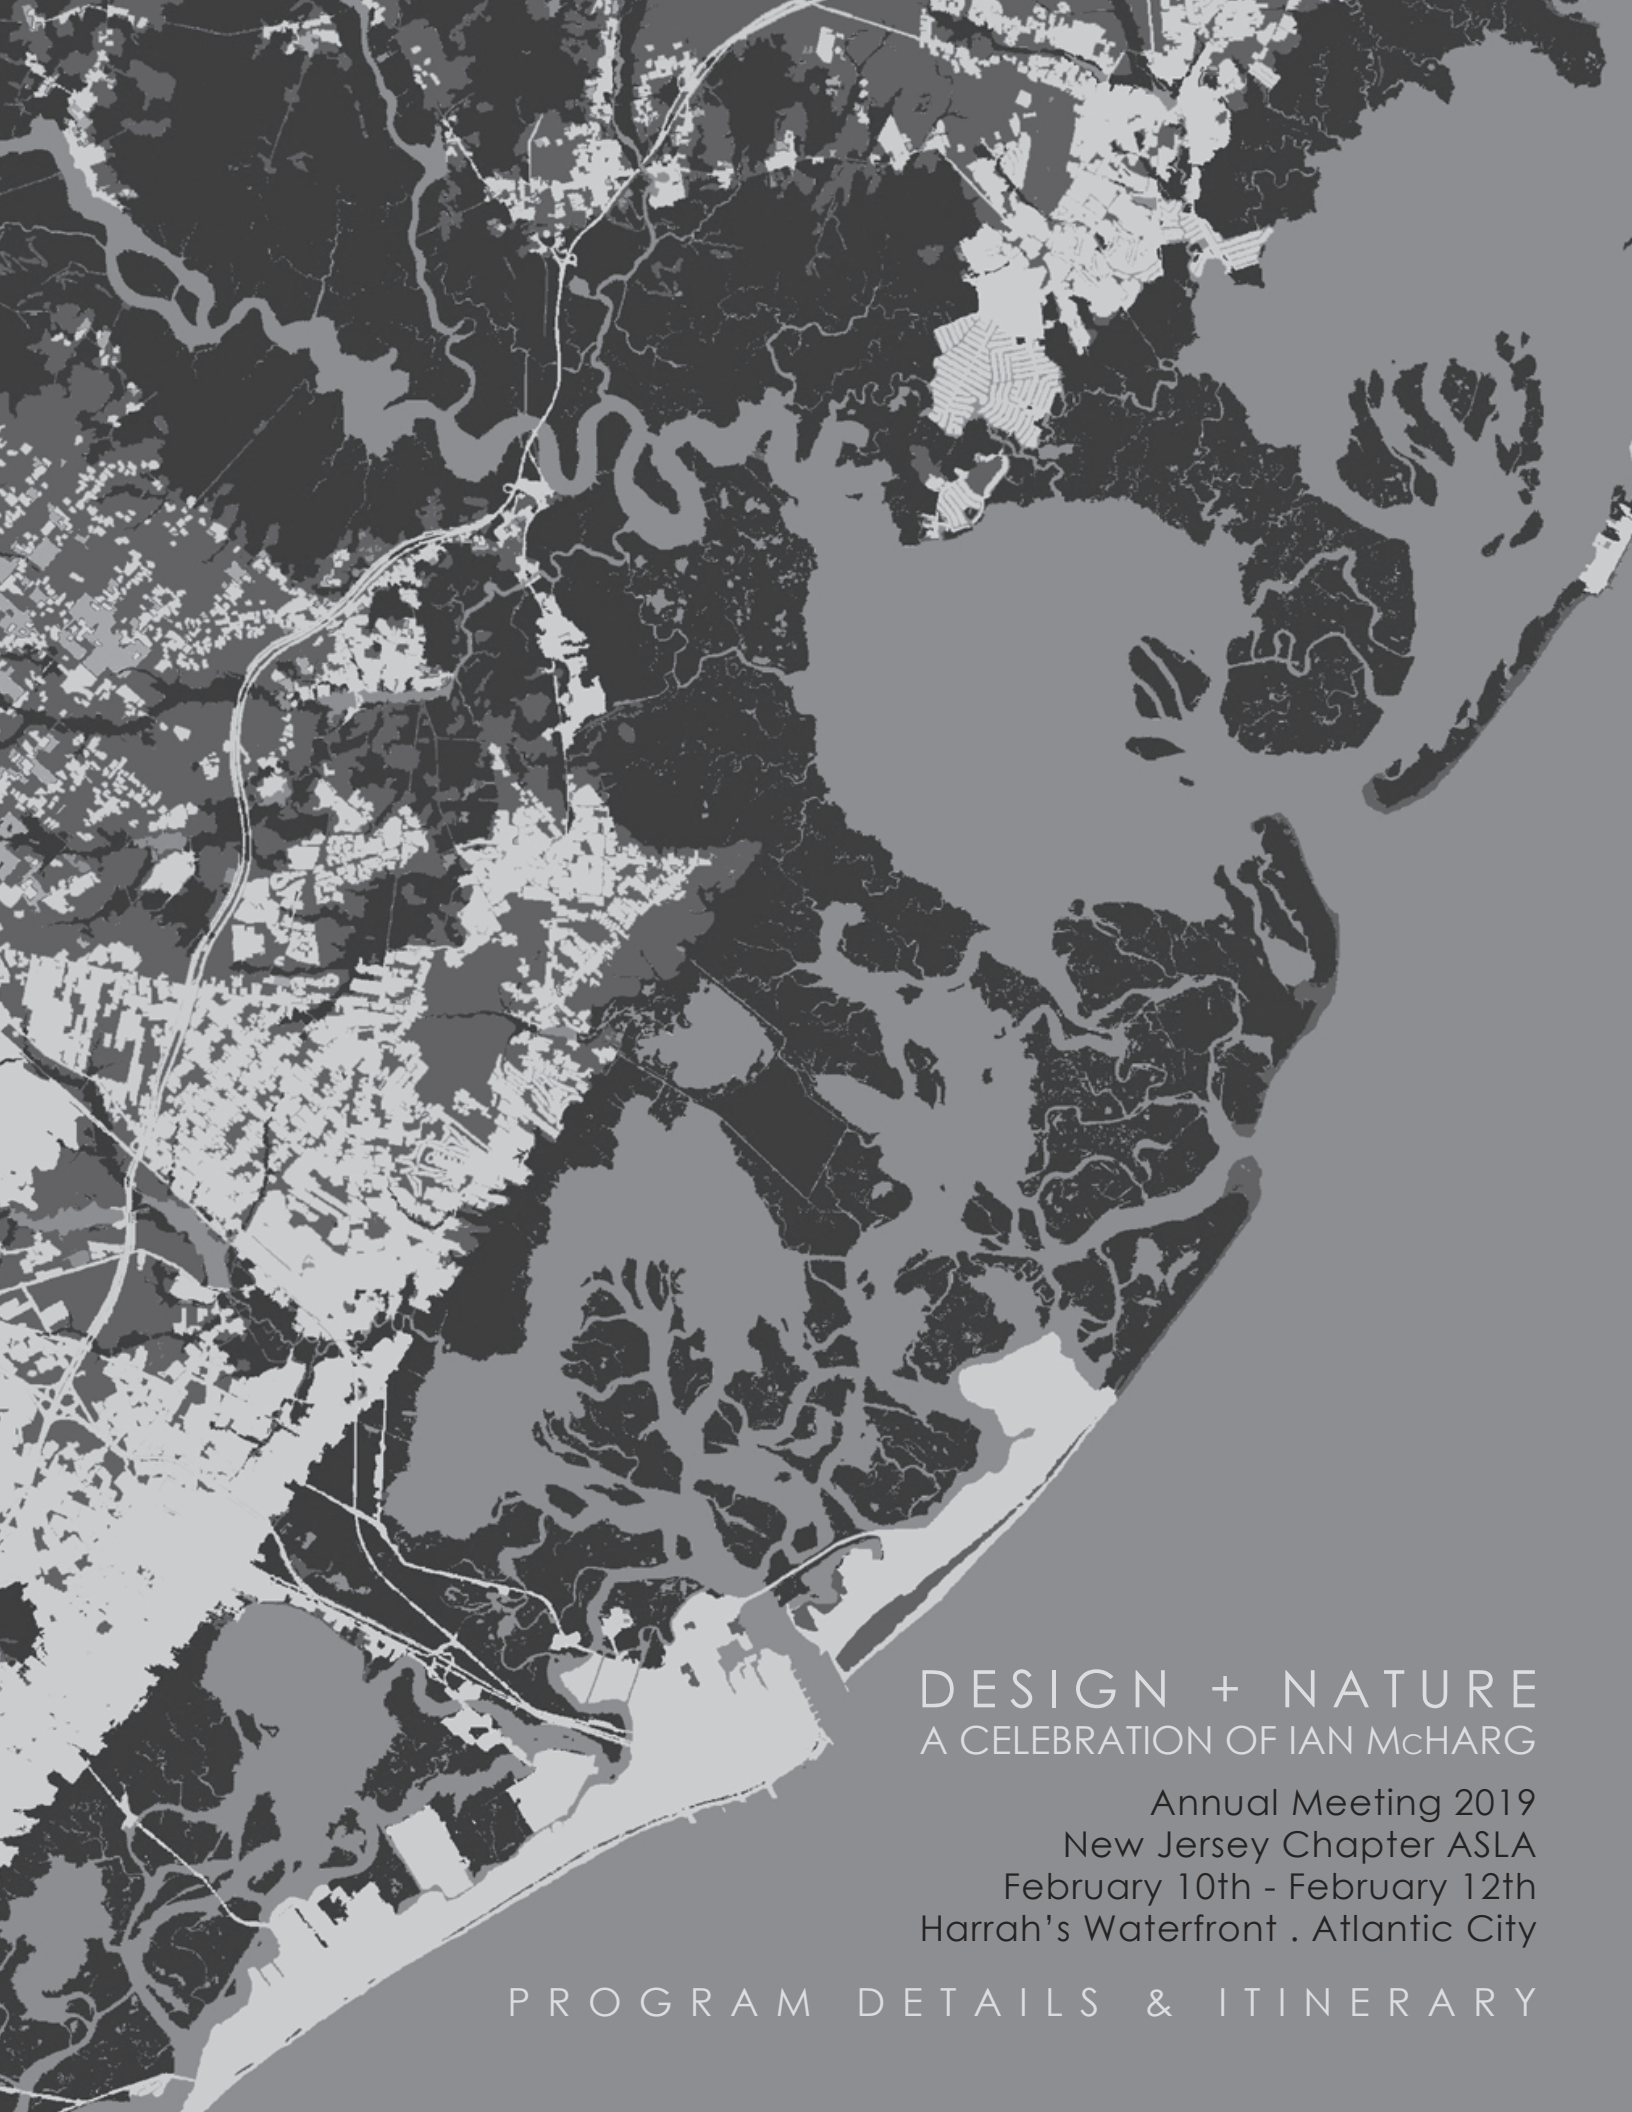 DESIGN + NATURE
A CELEBRATION OF IAN McHARG
Annual Meeting 2019
New Jersey Chapter ASLA
February 10th - February 12th
Harrah’s Waterfront . Atlantic City
PROGRAM DETAILS & ITINERARY